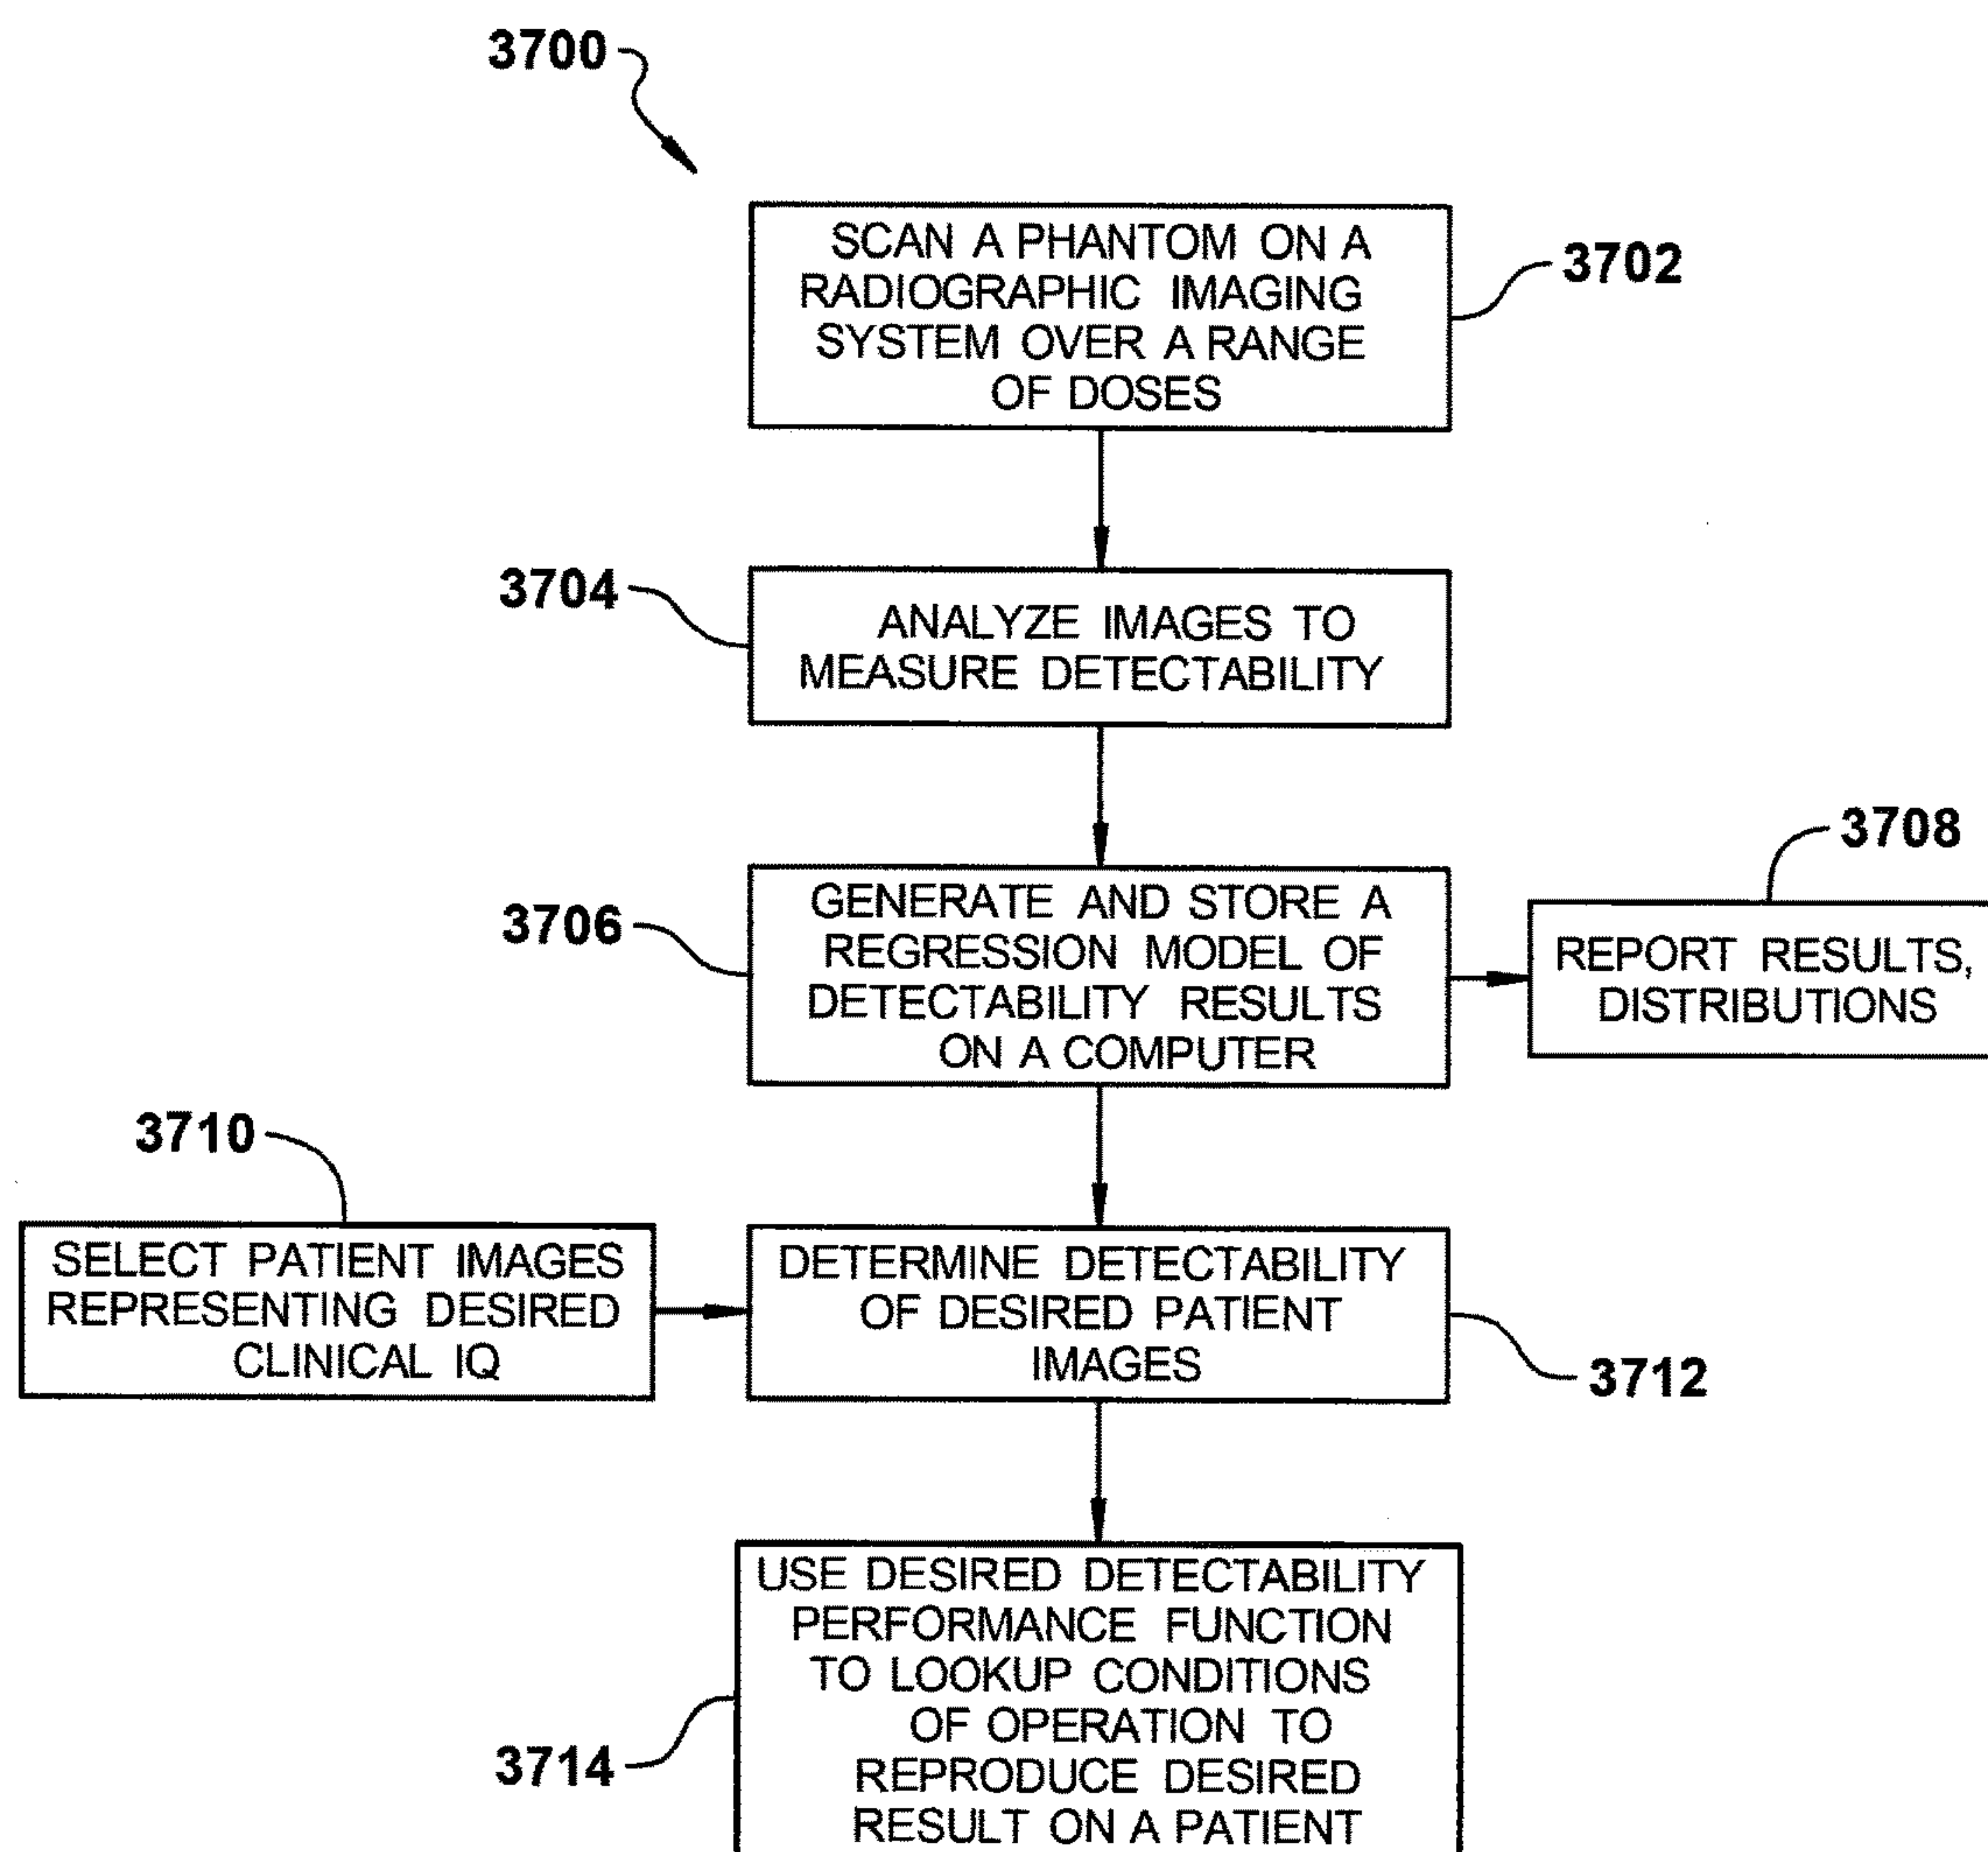 3700
SCAN A PHANTOM ON A
RADIOGRAPHIC IMAGING
SYSTEM OVER A RANGE
OF DOSES
3702
3704
ANALYZE IMAGES TO
MEASURE DETECTABILITY
3706
GENERATE AND STORE A
REGRESSION MODEL OF
DETECTABILITY RESULTS
ON A COMPUTER
3708
REPORT RESULTS,
DISTRIBUTIONS
3710
SELECT PATIENT IMAGES
REPRESENTING DESIRED
CLINICAL IQ
DETERMINE DETECTABILITY
OF DESIRED PATIENT
IMAGES
3712
USE DESIRED DETECTABILITY
PERFORMANCE FUNCTION
TO LOOKUP CONDITIONS
OF OPERATION TO
REPRODUCE DESIRED
RESULT ON A PATIENT
3714